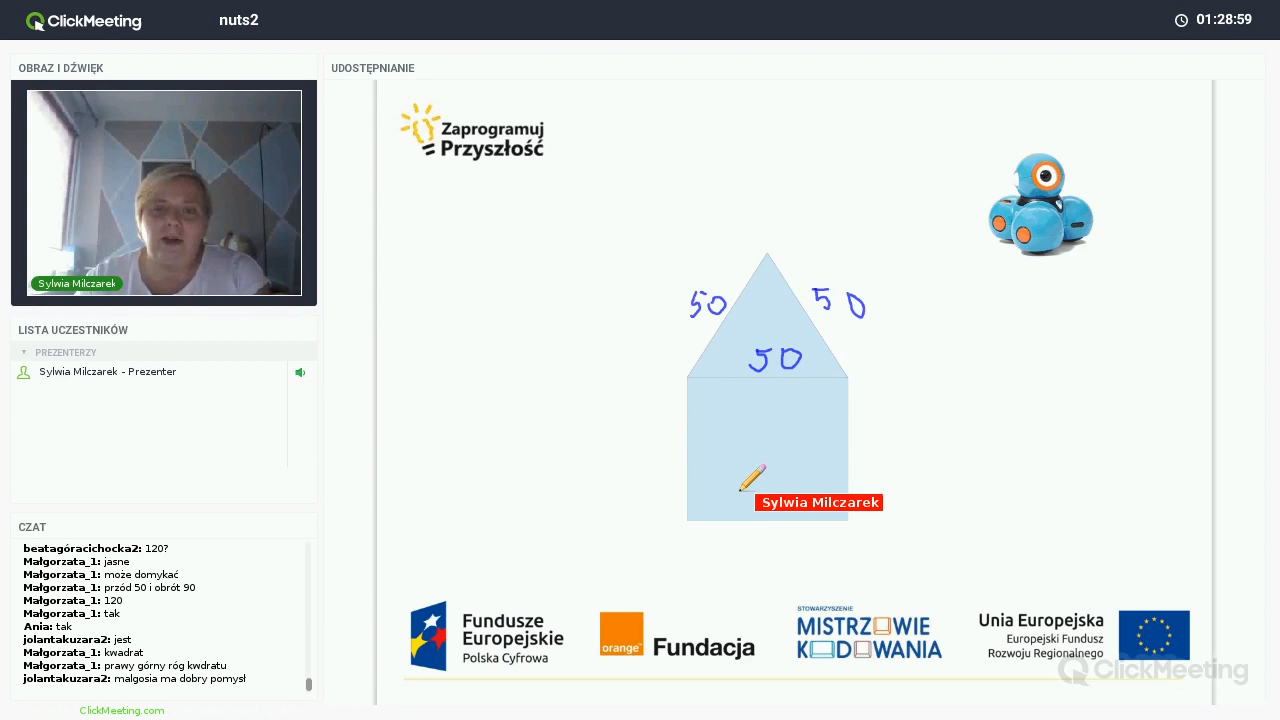 ClickMeeting
nuts2
01:28:59
OBRAZ I DŹWIĘK
UDOSTĘPNIANIE
Zaprogramuj
Przyszłość
Sylwia Milczarek
LISTA UCZESTNIKÓW
PREZENTERZY
Sylwia Milczarek - Prezenter
50
50
50
Sylwia Milczarek
CZAT
beatagóracichocka2: 120?
Małgorzata_1: jasne
Małgorzata_1: może domykać
Małgorzata_1: przód 50 i obrót 90
Małgorzata_1: 120
Małgorzata_1: tak
Ania: tak
jolantakuzara2: jest
Małgorzata_1: kwadrat
Małgorzata_1: prawy górny róg kwdratu
jolantakuzara2: malgosia ma dobry pomysł
ClickMeeting.com
Fundusze
Europejskie
Polska Cyfrowa
orange™
Fundacja
STOWARZYSZENIE
MISTRZOWIE
KODOWANIA
Unia Europejska
Europejski Fundusz
Rozwoju Regionalnego
ClickMeeting